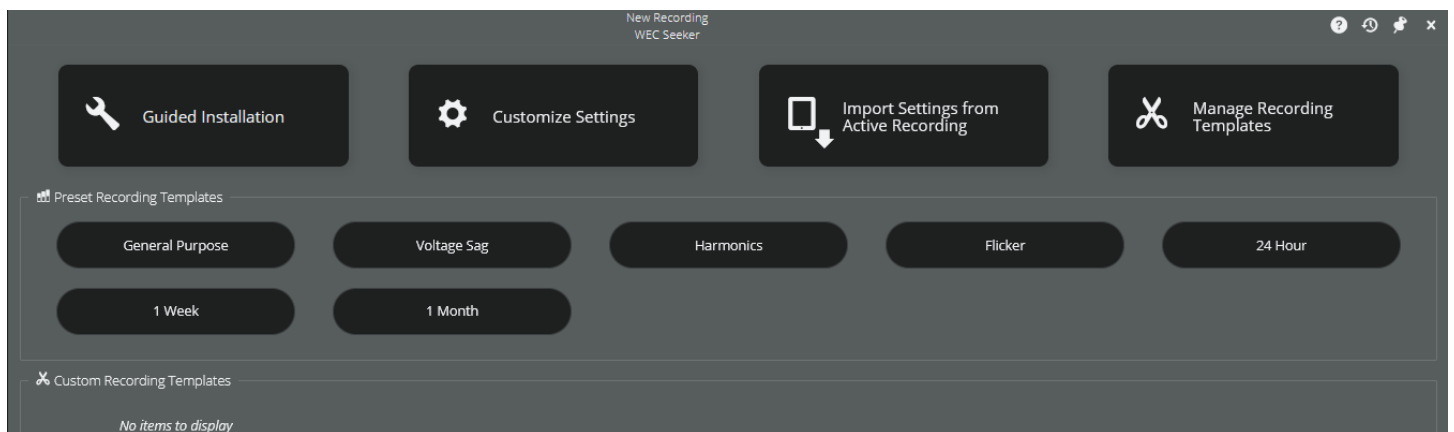 New Recording
WEC Seeker
Guided Installation
Customize Settings
Import Settings from
Active Recording
Manage Recording
Templates
Preset Recording Templates
General Purpose
Voltage Sag
Harmonics
Flicker
24 Hour
1 Week
1 Month
Custom Recording Templates
No items to display